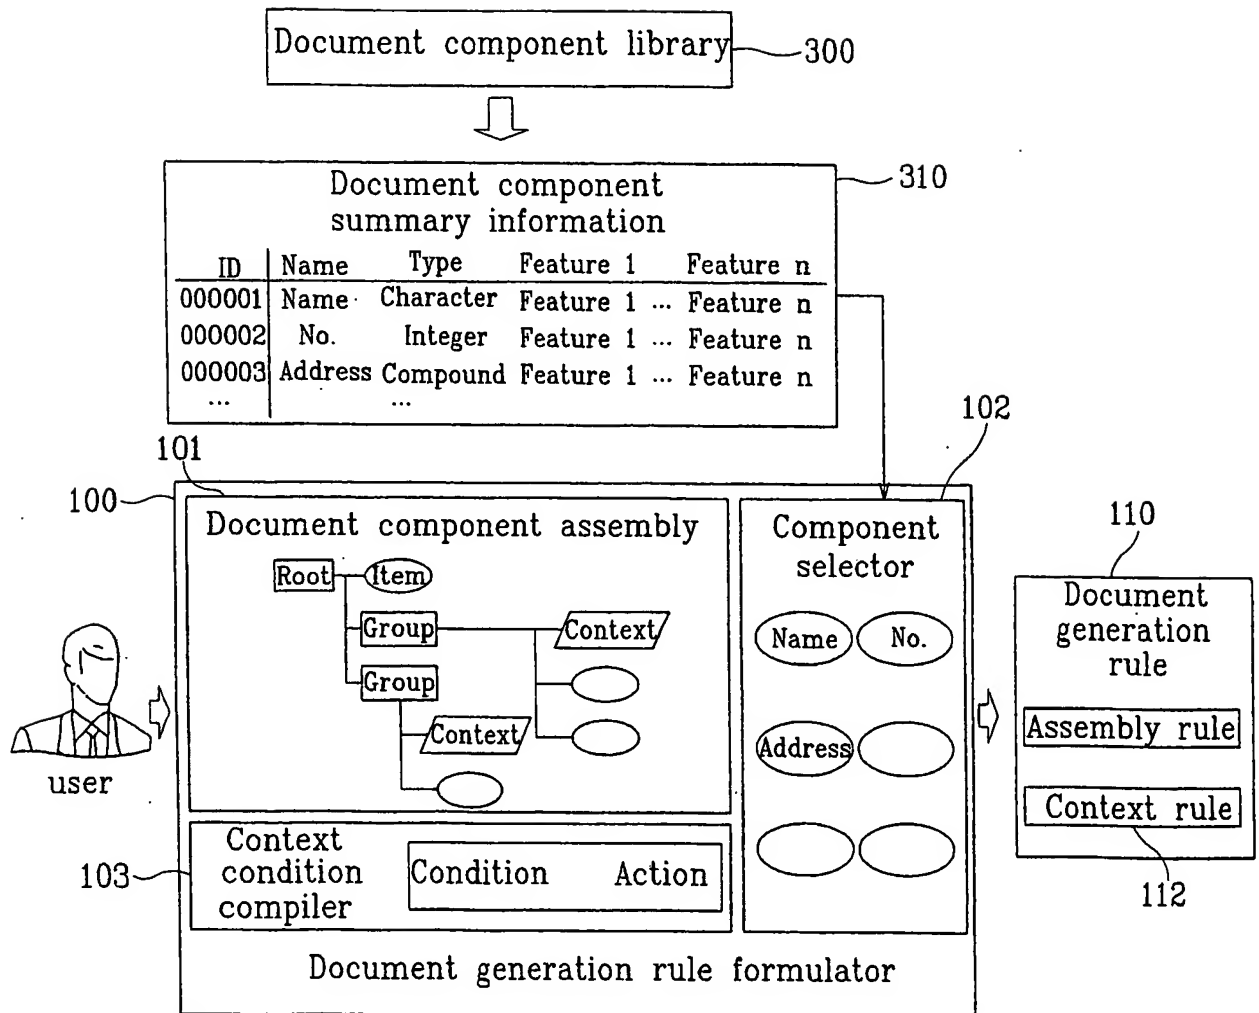 Document component library
300
Document component
summary information
310
ID Name Type Feature 1 Feature n
000001 Name Character Feature 1 ... Feature n
000002 No. Integer Feature 1 ... Feature n
000003 Address Compound Feature 1 ... Feature n
... ...
101
102
100
Document component assembly
Root Item
Group Context
Group
Context
Component
selector
Name No.
Address
110
Document
generation
rule
Assembly rule
Context rule
112
user
103
Context
condition
compiler
Condition Action
Document generation rule formulator